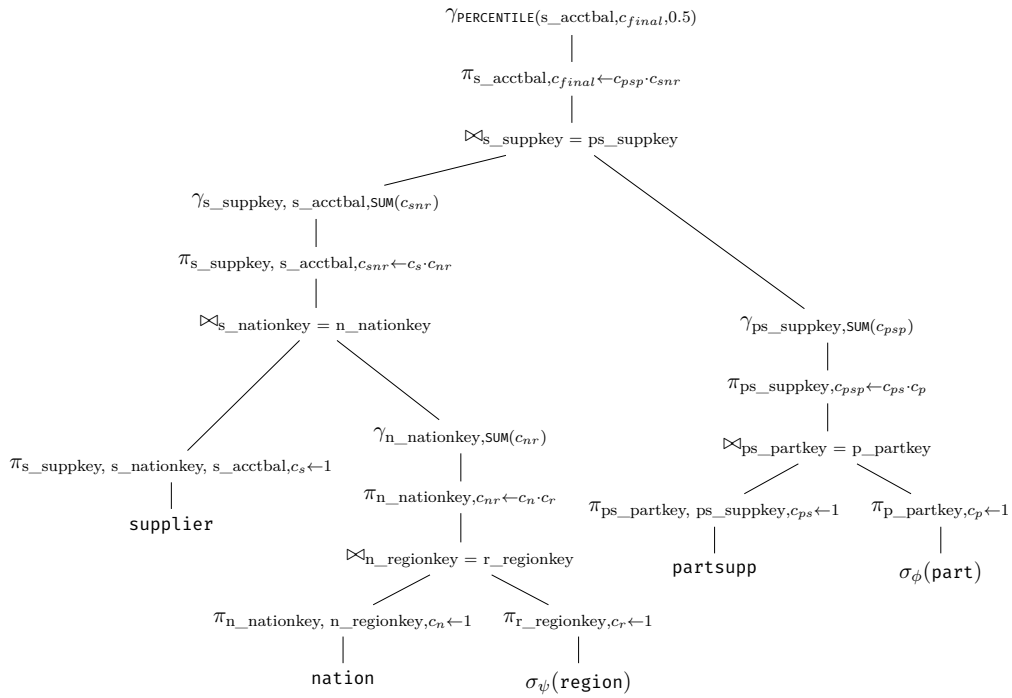 γPERCENTILE(s_acctbal,c_final,0.5)
πs_acctbal,c_final←c_psp·c_snr
⋈s_suppkey = ps_suppkey
γs_suppkey, s_acctbal,SUM(c_snr)
πs_suppkey, s_acctbal,c_snr←c_s·c_nr
⋈s_nationkey = n_nationkey
γps_suppkey,SUM(c_psp)
πps_suppkey,c_psp←c_ps·c_p
γn_nationkey,SUM(c_nr)
⋈ps_partkey = p_partkey
πs_suppkey, s_nationkey, s_acctbal,c_s←1
πn_nationkey,c_nr←c_n·c_r
πps_partkey, ps_suppkey,c_ps←1
πp_partkey,c_p←1
supplier
⋈n_regionkey = r_regionkey
partsupp
σϕ(part)
πn_nationkey, n_regionkey,c_n←1
πr_regionkey,c_r←1
nation
σψ(region)